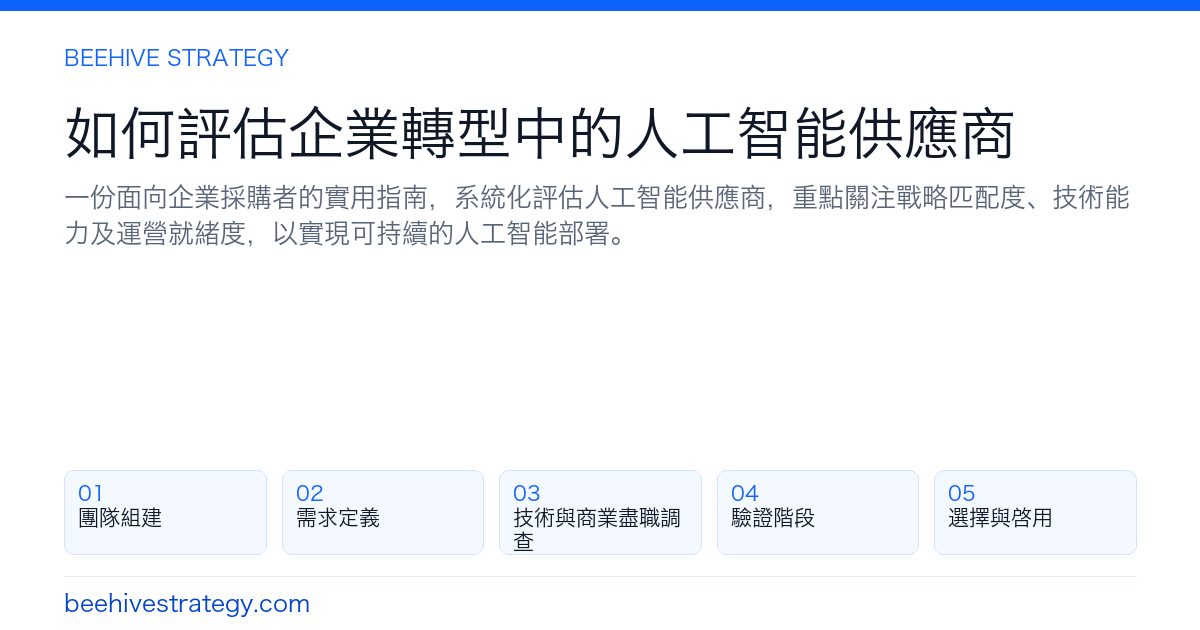 BEEHIVE STRATEGY
如何評估企業轉型中的人工智能供應商
一份面向企業採購者的實用指南，系統化評估人工智能供應商，重點關注戰略匹配度、技術能
力及運營就緒度，以實現可持續的人工智能部署。
01
團隊組建
02
需求定義
03
技術與商業盡職調
查
04
驗證階段
05
選擇與啓用
beehivestrategy.com